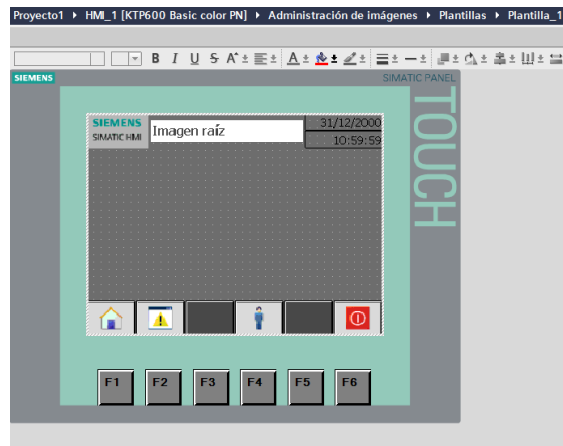 Proyecto1 ▸ HMI_1 [KTP600 Basic color PN] ▸ Administración de imágenes ▸ Plantillas ▸ Plantilla_1
B I U S A A
SIEMENS SIMATIC PANEL
TOUCH
SIEMENS
SIMATIC HMI
Imagen raíz
31/12/2000
10:59:59
F1 F2 F3 F4 F5 F6